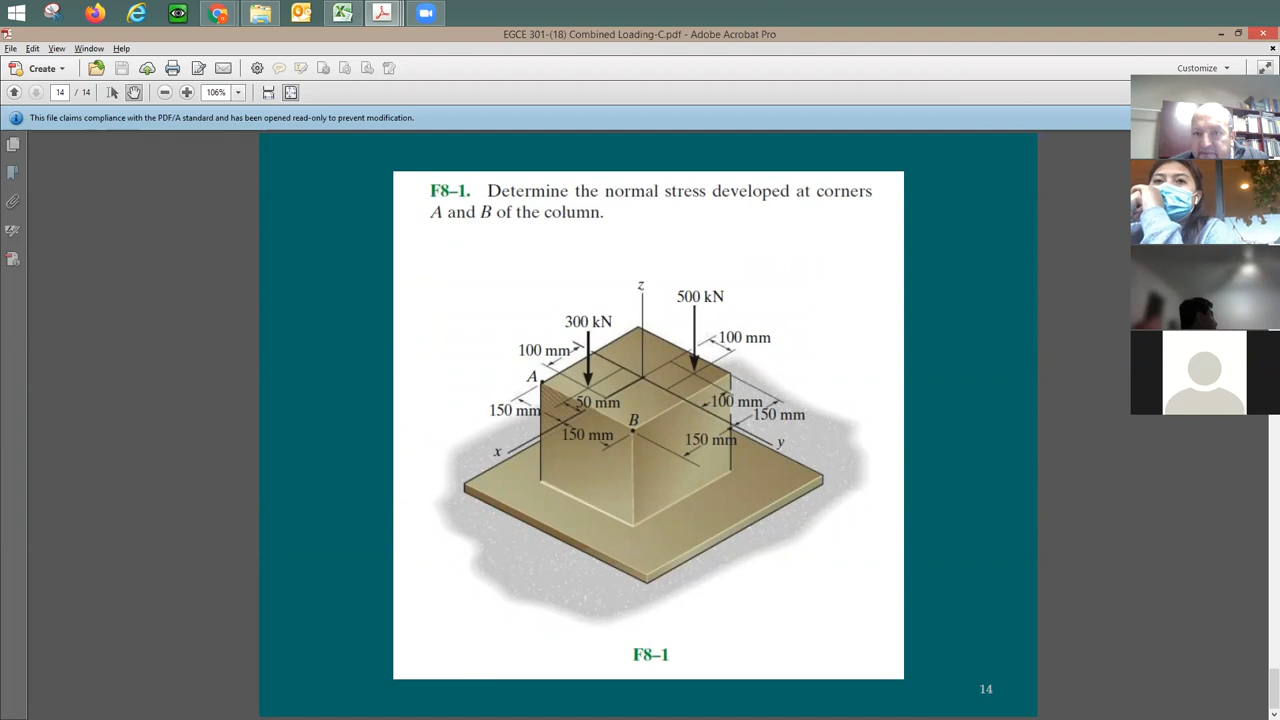 EGCE 301-(18) Combined Loading-C.pdf - Adobe Acrobat Pro
File Edit View Window Help
Create
Customize
14 / 14
106%
This file claims compliance with the PDF/A standard and has been opened read-only to prevent modification.
F8–1. Determine the normal stress developed at corners
A and B of the column.
z
500 kN
300 kN
100 mm
100 mm
A
50 mm
100 mm
150 mm
150 mm
B
150 mm
150 mm
x
y
F8–1
14